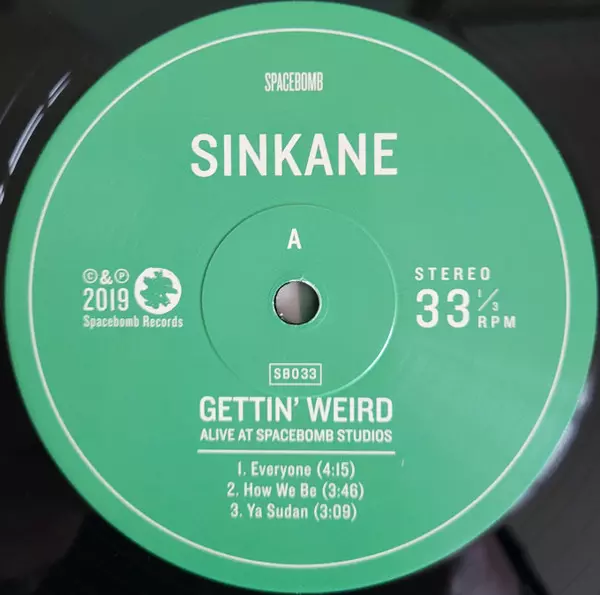 SPACEBOMB
SINKANE
A
©&℗
2019
Spacebomb Records
STEREO
33 1/3
RPM
SB033
GETTIN' WEIRD
ALIVE AT SPACEBOMB STUDIOS
1. Everyone (4:15)
2. How We Be (3:46)
3. Ya Sudan (3:09)